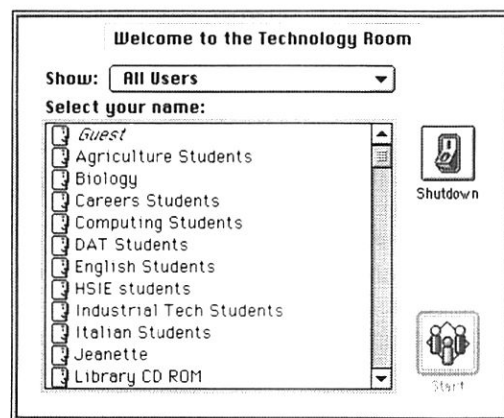 Welcome to the Technology Room
Show: All Users
Select your name:
Guest
Agriculture Students
Biology
Careers Students
Computing Students
DAT Students
English Students
HSIE students
Industrial Tech Students
Italian Students
Jeanette
Library CD ROM
Shutdown
Start